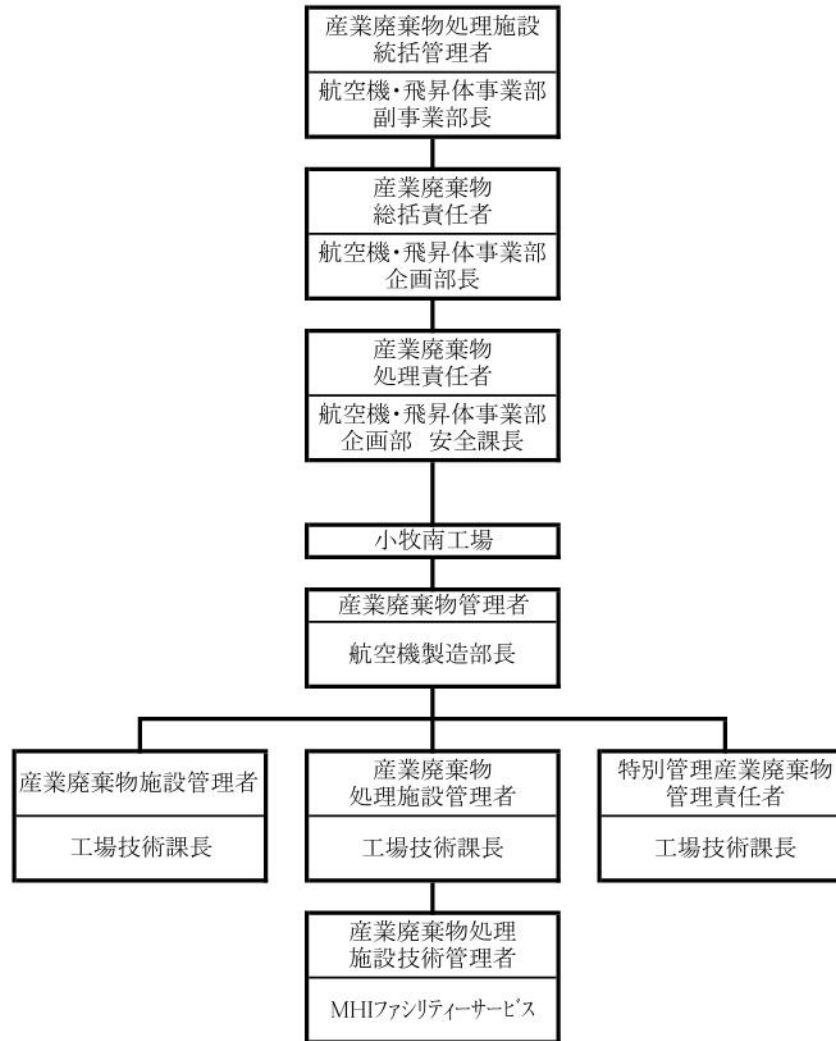 産業廃棄物処理施設
統括管理者
航空機・飛昇体事業部
副事業部長
産業廃棄物
総括責任者
航空機・飛昇体事業部
企画部長
産業廃棄物
処理責任者
航空機・飛昇体事業部
企画部　安全課長
小牧南工場
産業廃棄物管理者
航空機製造部長
産業廃棄物施設管理者
工場技術課長
産業廃棄物
処理施設管理者
工場技術課長
特別管理産業廃棄物
管理責任者
工場技術課長
産業廃棄物処理
施設技術管理者
MHIファシリティーサービス